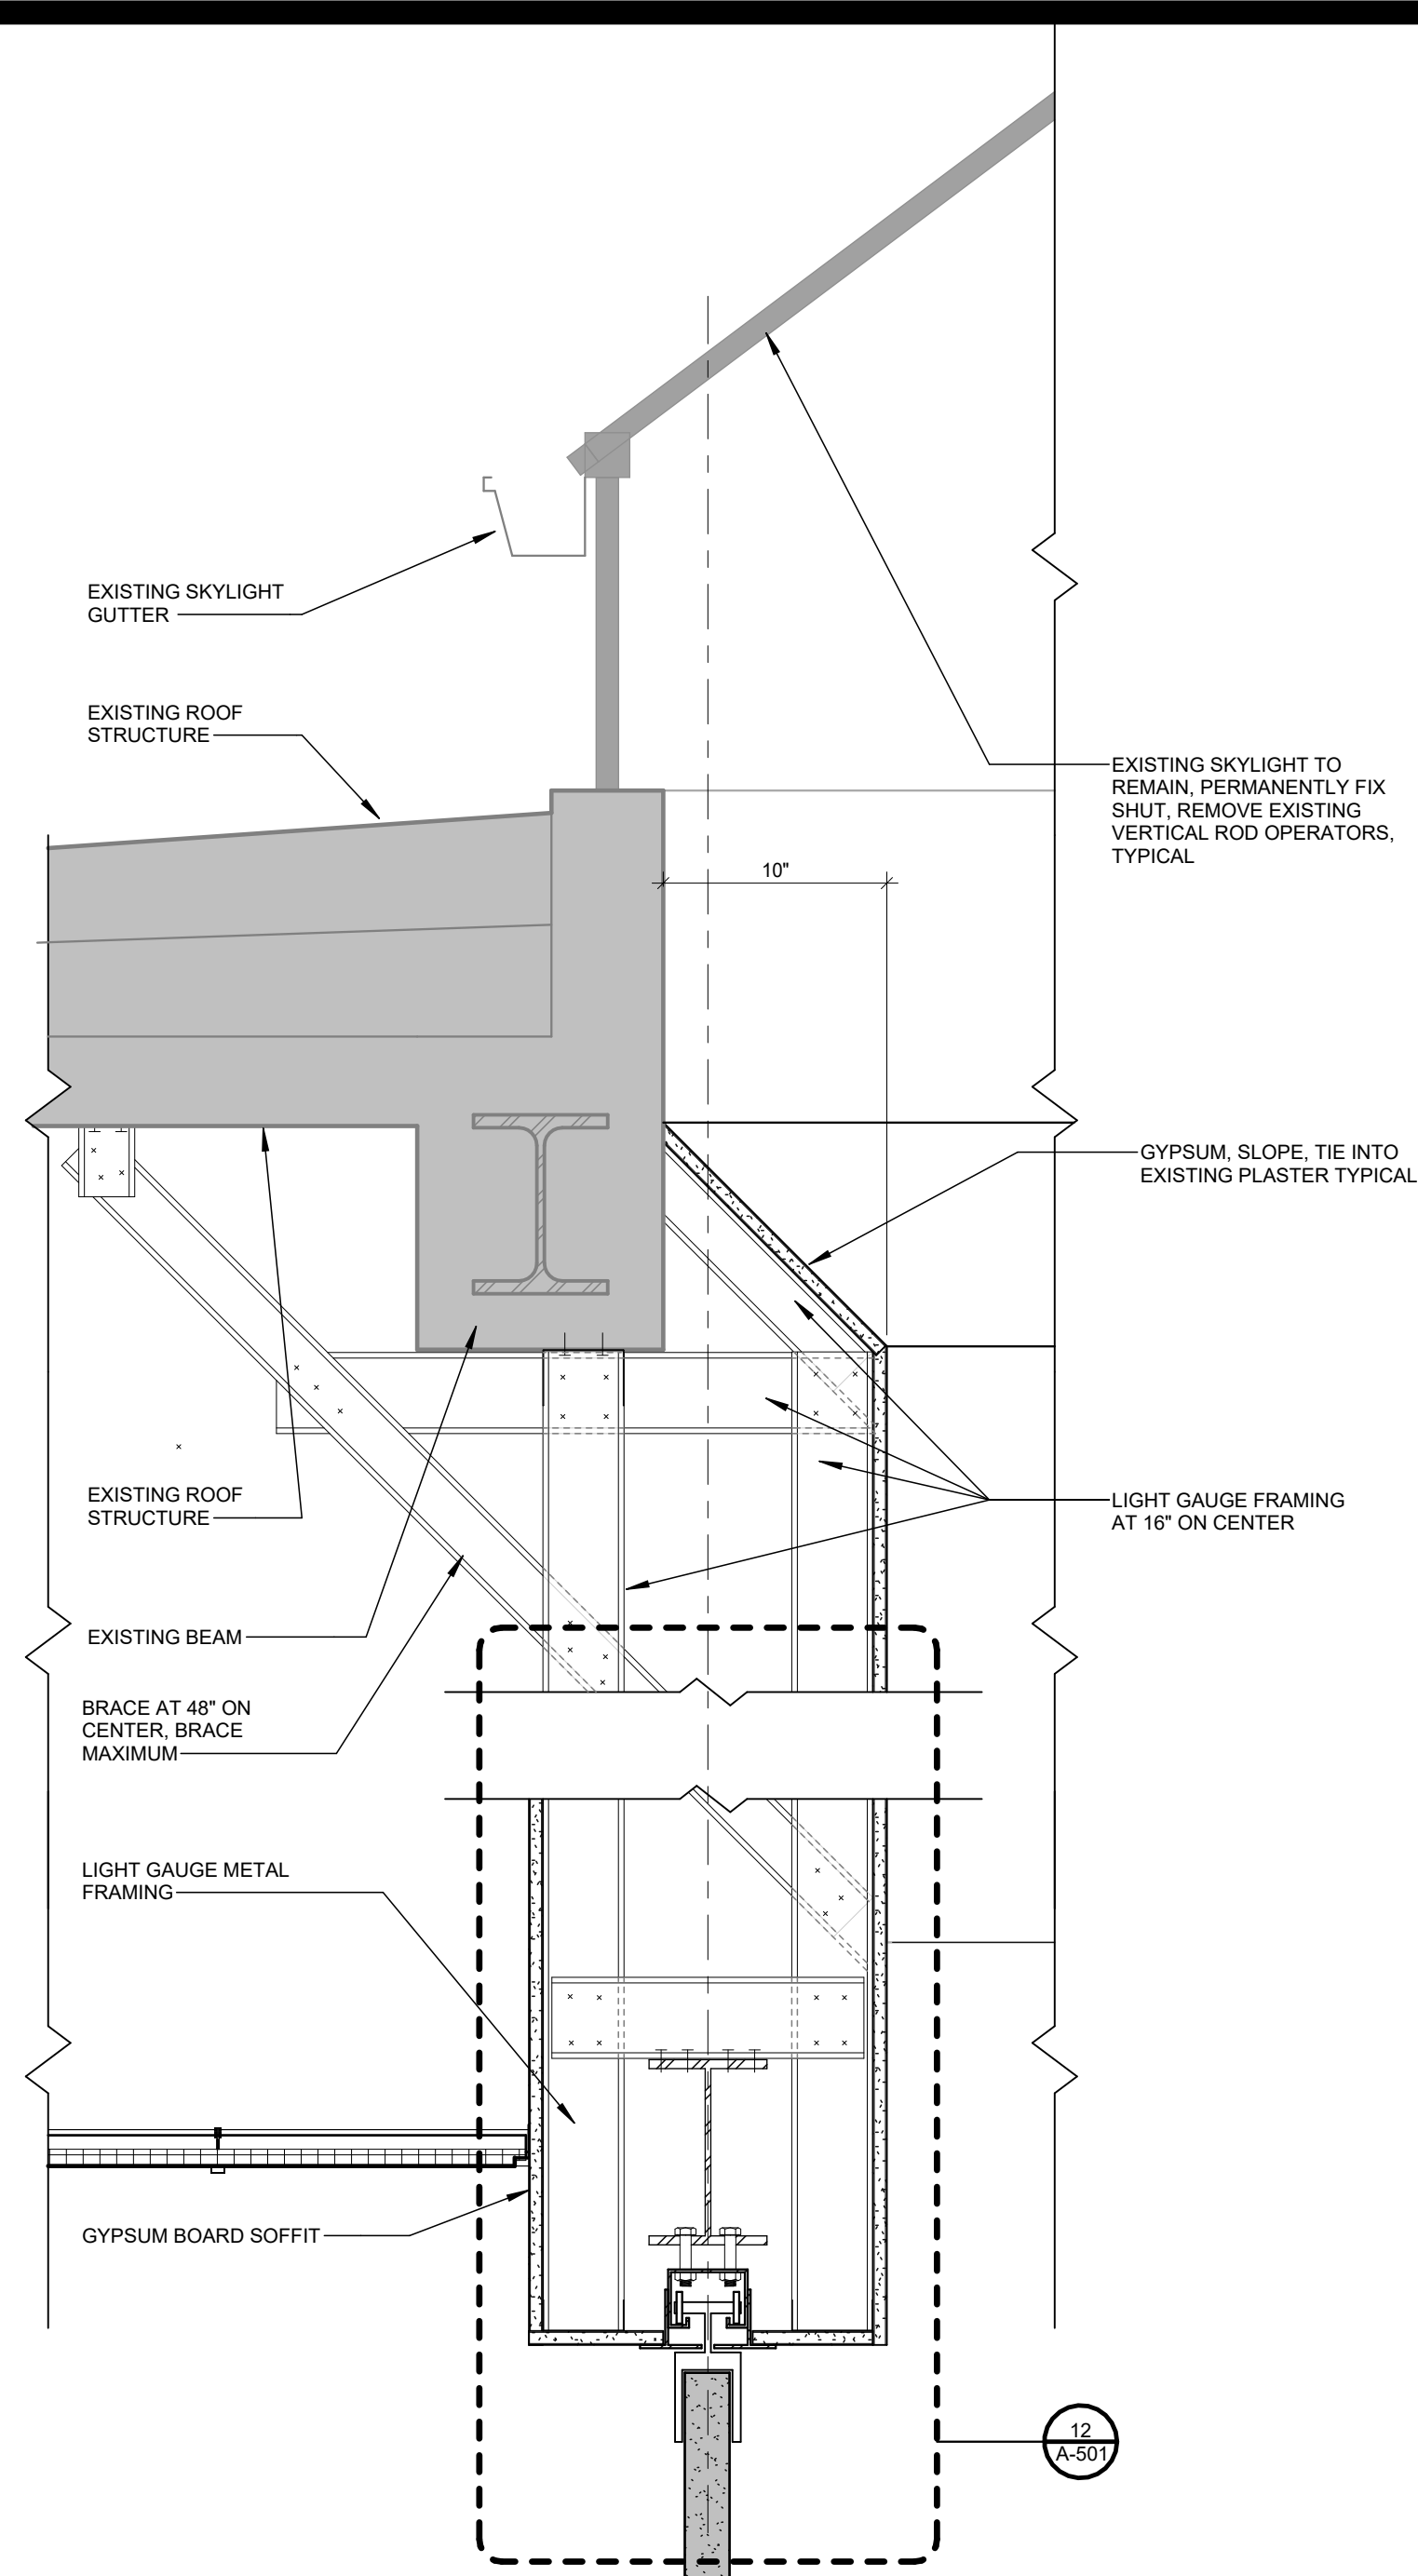 EXISTING SKYLIGHT
GUTTER
EXISTING ROOF
STRUCTURE
EXISTING SKYLIGHT TO
REMAIN, PERMANENTLY FIX
SHUT, REMOVE EXISTING
VERTICAL ROD OPERATORS,
TYPICAL
10"
GYPSUM, SLOPE, TIE INTO
EXISTING PLASTER TYPICAL
EXISTING ROOF
STRUCTURE
LIGHT GAUGE FRAMING
AT 16" ON CENTER
EXISTING BEAM
BRACE AT 48" ON
CENTER, BRACE
MAXIMUM
LIGHT GAUGE METAL
FRAMING
GYPSUM BOARD SOFFIT
12
A-501